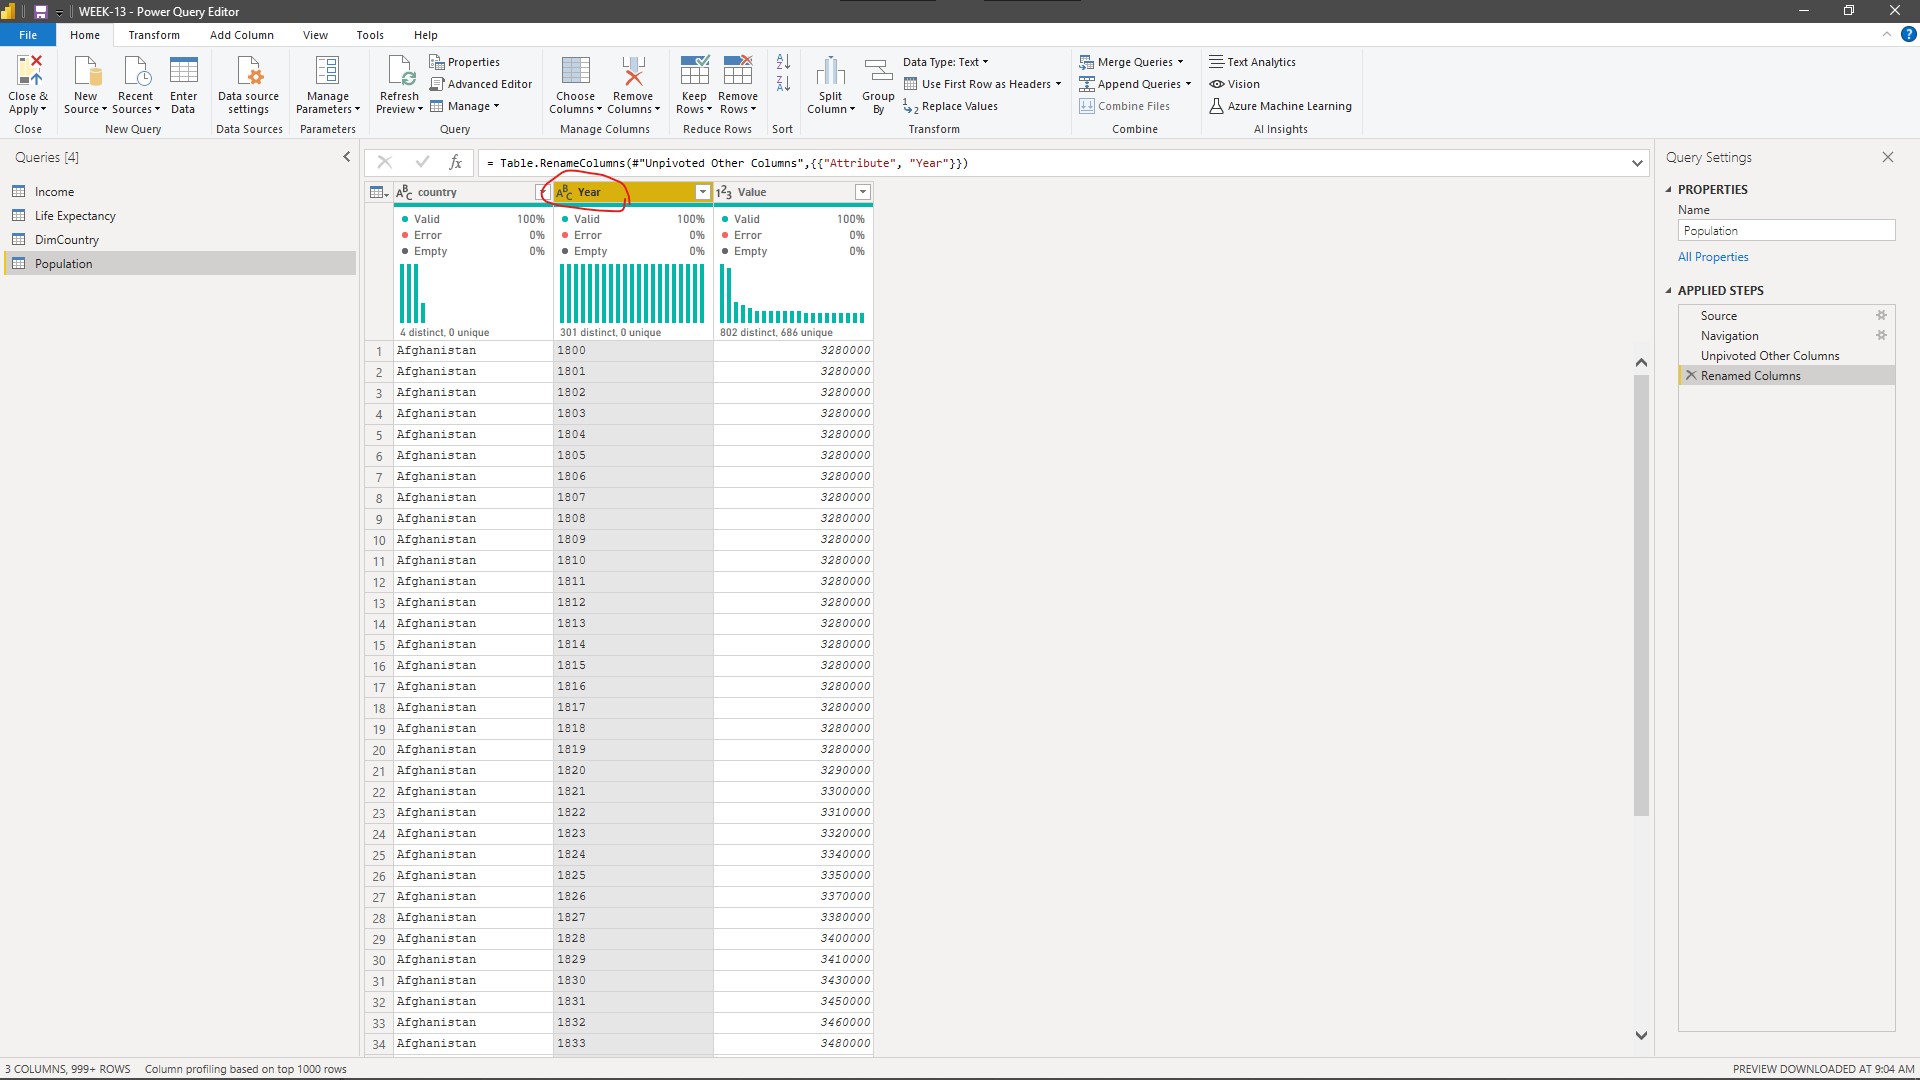 WEEK-13 - Power Query Editor
File Home Transform Add Column View Tools Help
Close & Apply
New Source
Recent Sources
Enter Data
Data source settings
Manage Parameters
Refresh Preview
Properties
Advanced Editor
Manage
Choose Columns
Remove Columns
Keep Rows
Remove Rows
Split Column
Group By
Data Type: Text
Use First Row as Headers
Replace Values
Merge Queries
Append Queries
Combine Files
Text Analytics
Vision
Azure Machine Learning
Close New Query Data Sources Parameters Query Manage Columns Reduce Rows Sort Transform Combine AI Insights
Queries [4]
Income
Life Expectancy
DimCountry
Population
= Table.RenameColumns(#"Unpivoted Other Columns",{{"Attribute", "Year"}})
country Year Value
Valid 100% Valid 100% Valid 100%
Error 0% Error 0% Error 0%
Empty 0% Empty 0% Empty 0%
4 distinct, 0 unique 301 distinct, 0 unique 802 distinct, 686 unique
1 Afghanistan 1800 3280000
2 Afghanistan 1801 3280000
3 Afghanistan 1802 3280000
4 Afghanistan 1803 3280000
5 Afghanistan 1804 3280000
6 Afghanistan 1805 3280000
7 Afghanistan 1806 3280000
8 Afghanistan 1807 3280000
9 Afghanistan 1808 3280000
10 Afghanistan 1809 3280000
11 Afghanistan 1810 3280000
12 Afghanistan 1811 3280000
13 Afghanistan 1812 3280000
14 Afghanistan 1813 3280000
15 Afghanistan 1814 3280000
16 Afghanistan 1815 3280000
17 Afghanistan 1816 3280000
18 Afghanistan 1817 3280000
19 Afghanistan 1818 3280000
20 Afghanistan 1819 3280000
21 Afghanistan 1820 3290000
22 Afghanistan 1821 3300000
23 Afghanistan 1822 3310000
24 Afghanistan 1823 3320000
25 Afghanistan 1824 3340000
26 Afghanistan 1825 3350000
27 Afghanistan 1826 3370000
28 Afghanistan 1827 3380000
29 Afghanistan 1828 3400000
30 Afghanistan 1829 3410000
31 Afghanistan 1830 3430000
32 Afghanistan 1831 3450000
33 Afghanistan 1832 3460000
34 Afghanistan 1833 3480000
Query Settings
PROPERTIES
Name
Population
All Properties
APPLIED STEPS
Source
Navigation
Unpivoted Other Columns
Renamed Columns
3 COLUMNS, 999+ ROWS Column profiling based on top 1000 rows PREVIEW DOWNLOADED AT 9:04 AM